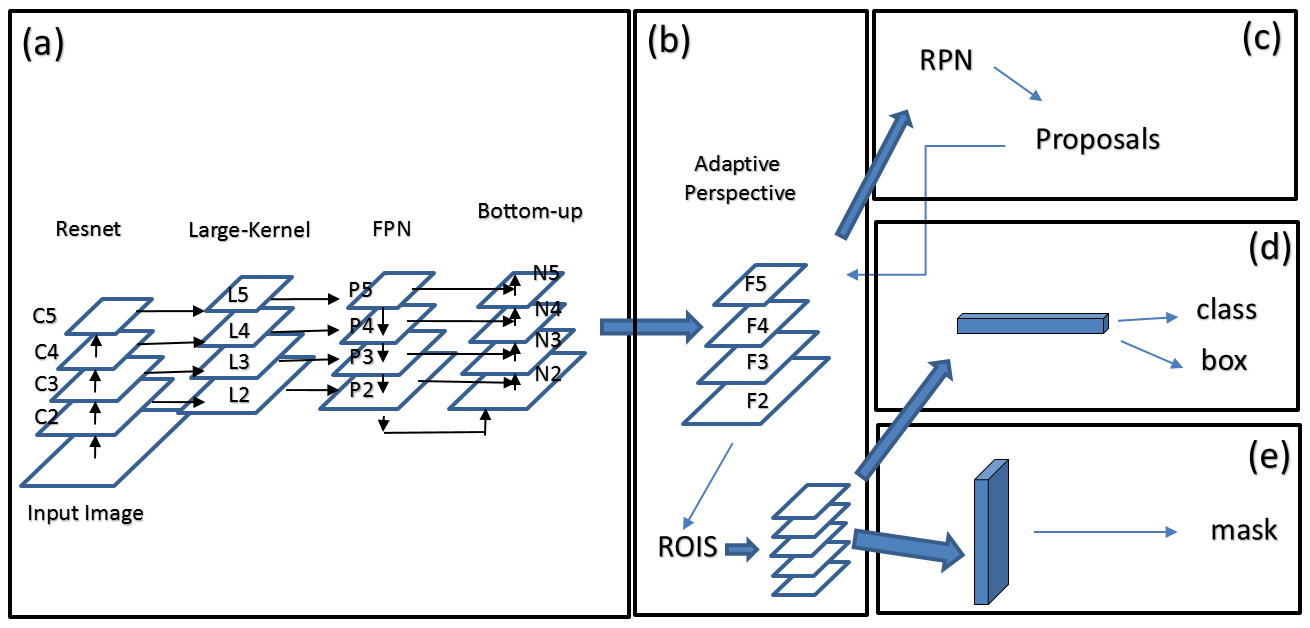 (a)
Resnet
Large-Kernel
FPN
Bottom-up
C5
C4
C3
C2
L5
L4
L3
L2
P5
P4
P3
P2
N5
N4
N3
N2
Input Image
(b)
Adaptive
Perspective
F5
F4
F3
F2
ROIS
(c)
RPN
Proposals
(d)
class
box
(e)
mask